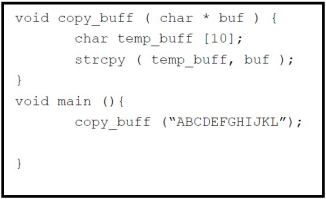 void copy_buff ( char * buf ) {
char temp_buff [10];
strcpy ( temp_buff, buf );
}
void main (){
copy_buff (“ABCDEFGHIJKL”);
}